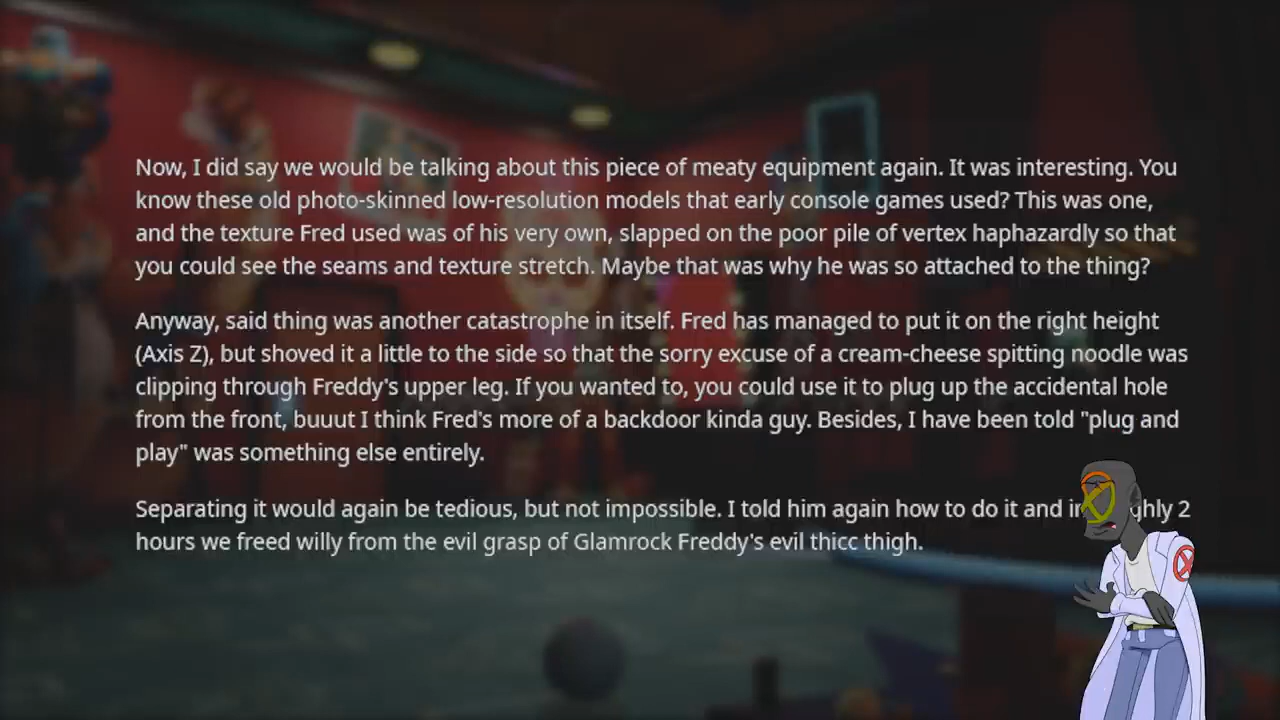 Now, I did say we would be talking about this piece of meaty equipment again. It was interesting. You
know these old photo-skinned low-resolution models that early console games used? This was one,
and the texture Fred used was of his very own, slapped on the poor pile of vertex haphazardly so that
you could see the seams and texture stretch. Maybe that was why he was so attached to the thing?
Anyway, said thing was another catastrophe in itself. Fred has managed to put it on the right height
(Axis Z), but shoved it a little to the side so that the sorry excuse of a cream-cheese spitting noodle was
clipping through Freddy's upper leg. If you wanted to, you could use it to plug up the accidental hole
from the front, buuut I think Fred's more of a backdoor kinda guy. Besides, I have been told "plug and
play" was something else entirely.
Separating it would again be tedious, but not impossible. I told him again how to do it and in 2
hours we freed willy from the evil grasp of Glamrock Freddy's evil thicc thigh.